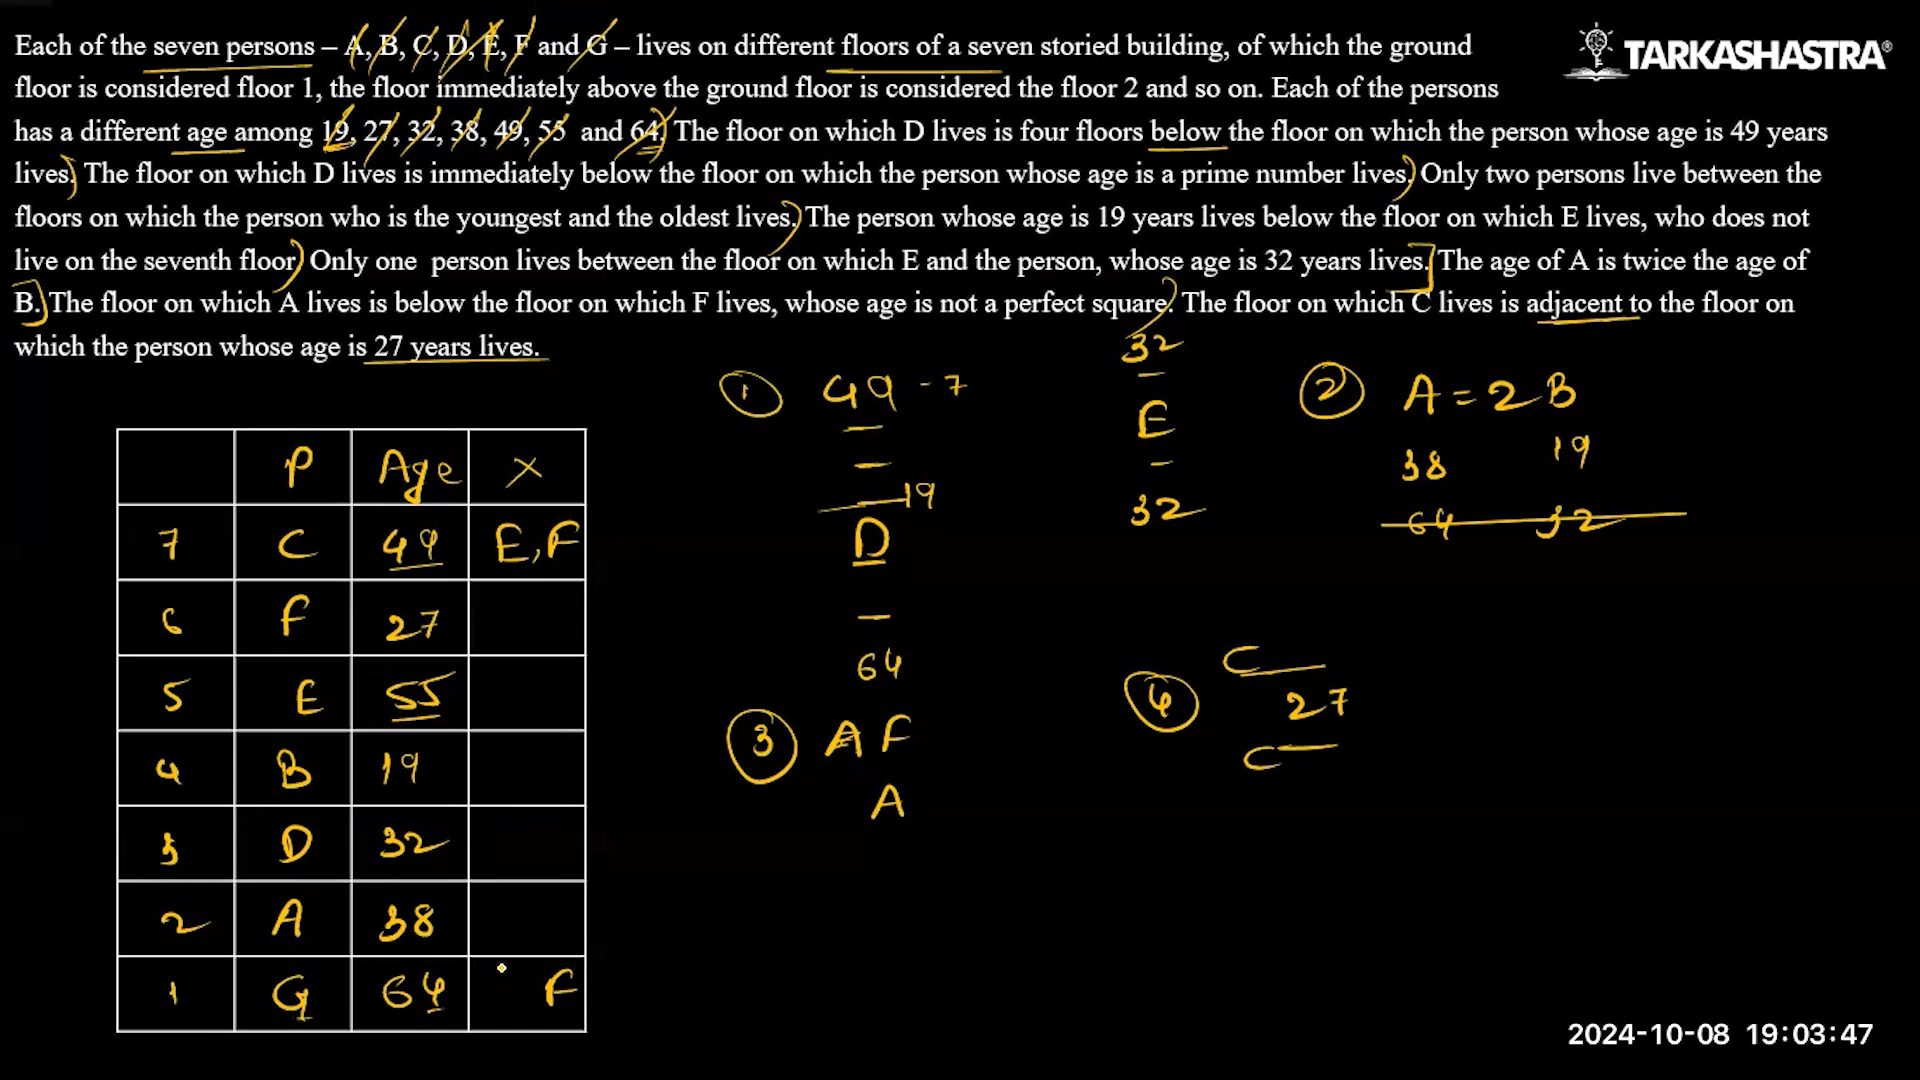 Each of the seven persons – A, B, C, D, E, F and G – lives on different floors of a seven storied building, of which the ground
TARKASHASTRA®
floor is considered floor 1, the floor immediately above the ground floor is considered the floor 2 and so on. Each of the persons
has a different age among 19, 27, 32, 38, 49, 55 and 64. The floor on which D lives is four floors below the floor on which the person whose age is 49 years
lives. The floor on which D lives is immediately below the floor on which the person whose age is a prime number lives. Only two persons live between the
floors on which the person who is the youngest and the oldest lives. The person whose age is 19 years lives below the floor on which E lives, who does not
live on the seventh floor. Only one person lives between the floor on which E and the person, whose age is 32 years lives. The age of A is twice the age of
B. The floor on which A lives is below the floor on which F lives, whose age is not a perfect square. The floor on which C lives is adjacent to the floor on
which the person whose age is 27 years lives.
P Age X
7 C 49 E, F
6 F 27
5 E 55
4 B 19
3 D 32
2 A 38
1 G 64 F
1 49 - 7
19
D
64
32
E
32
2 A = 2 B
38 19
64 32
3 A F
A
4 C
27
C
2024-10-08 19:03:47